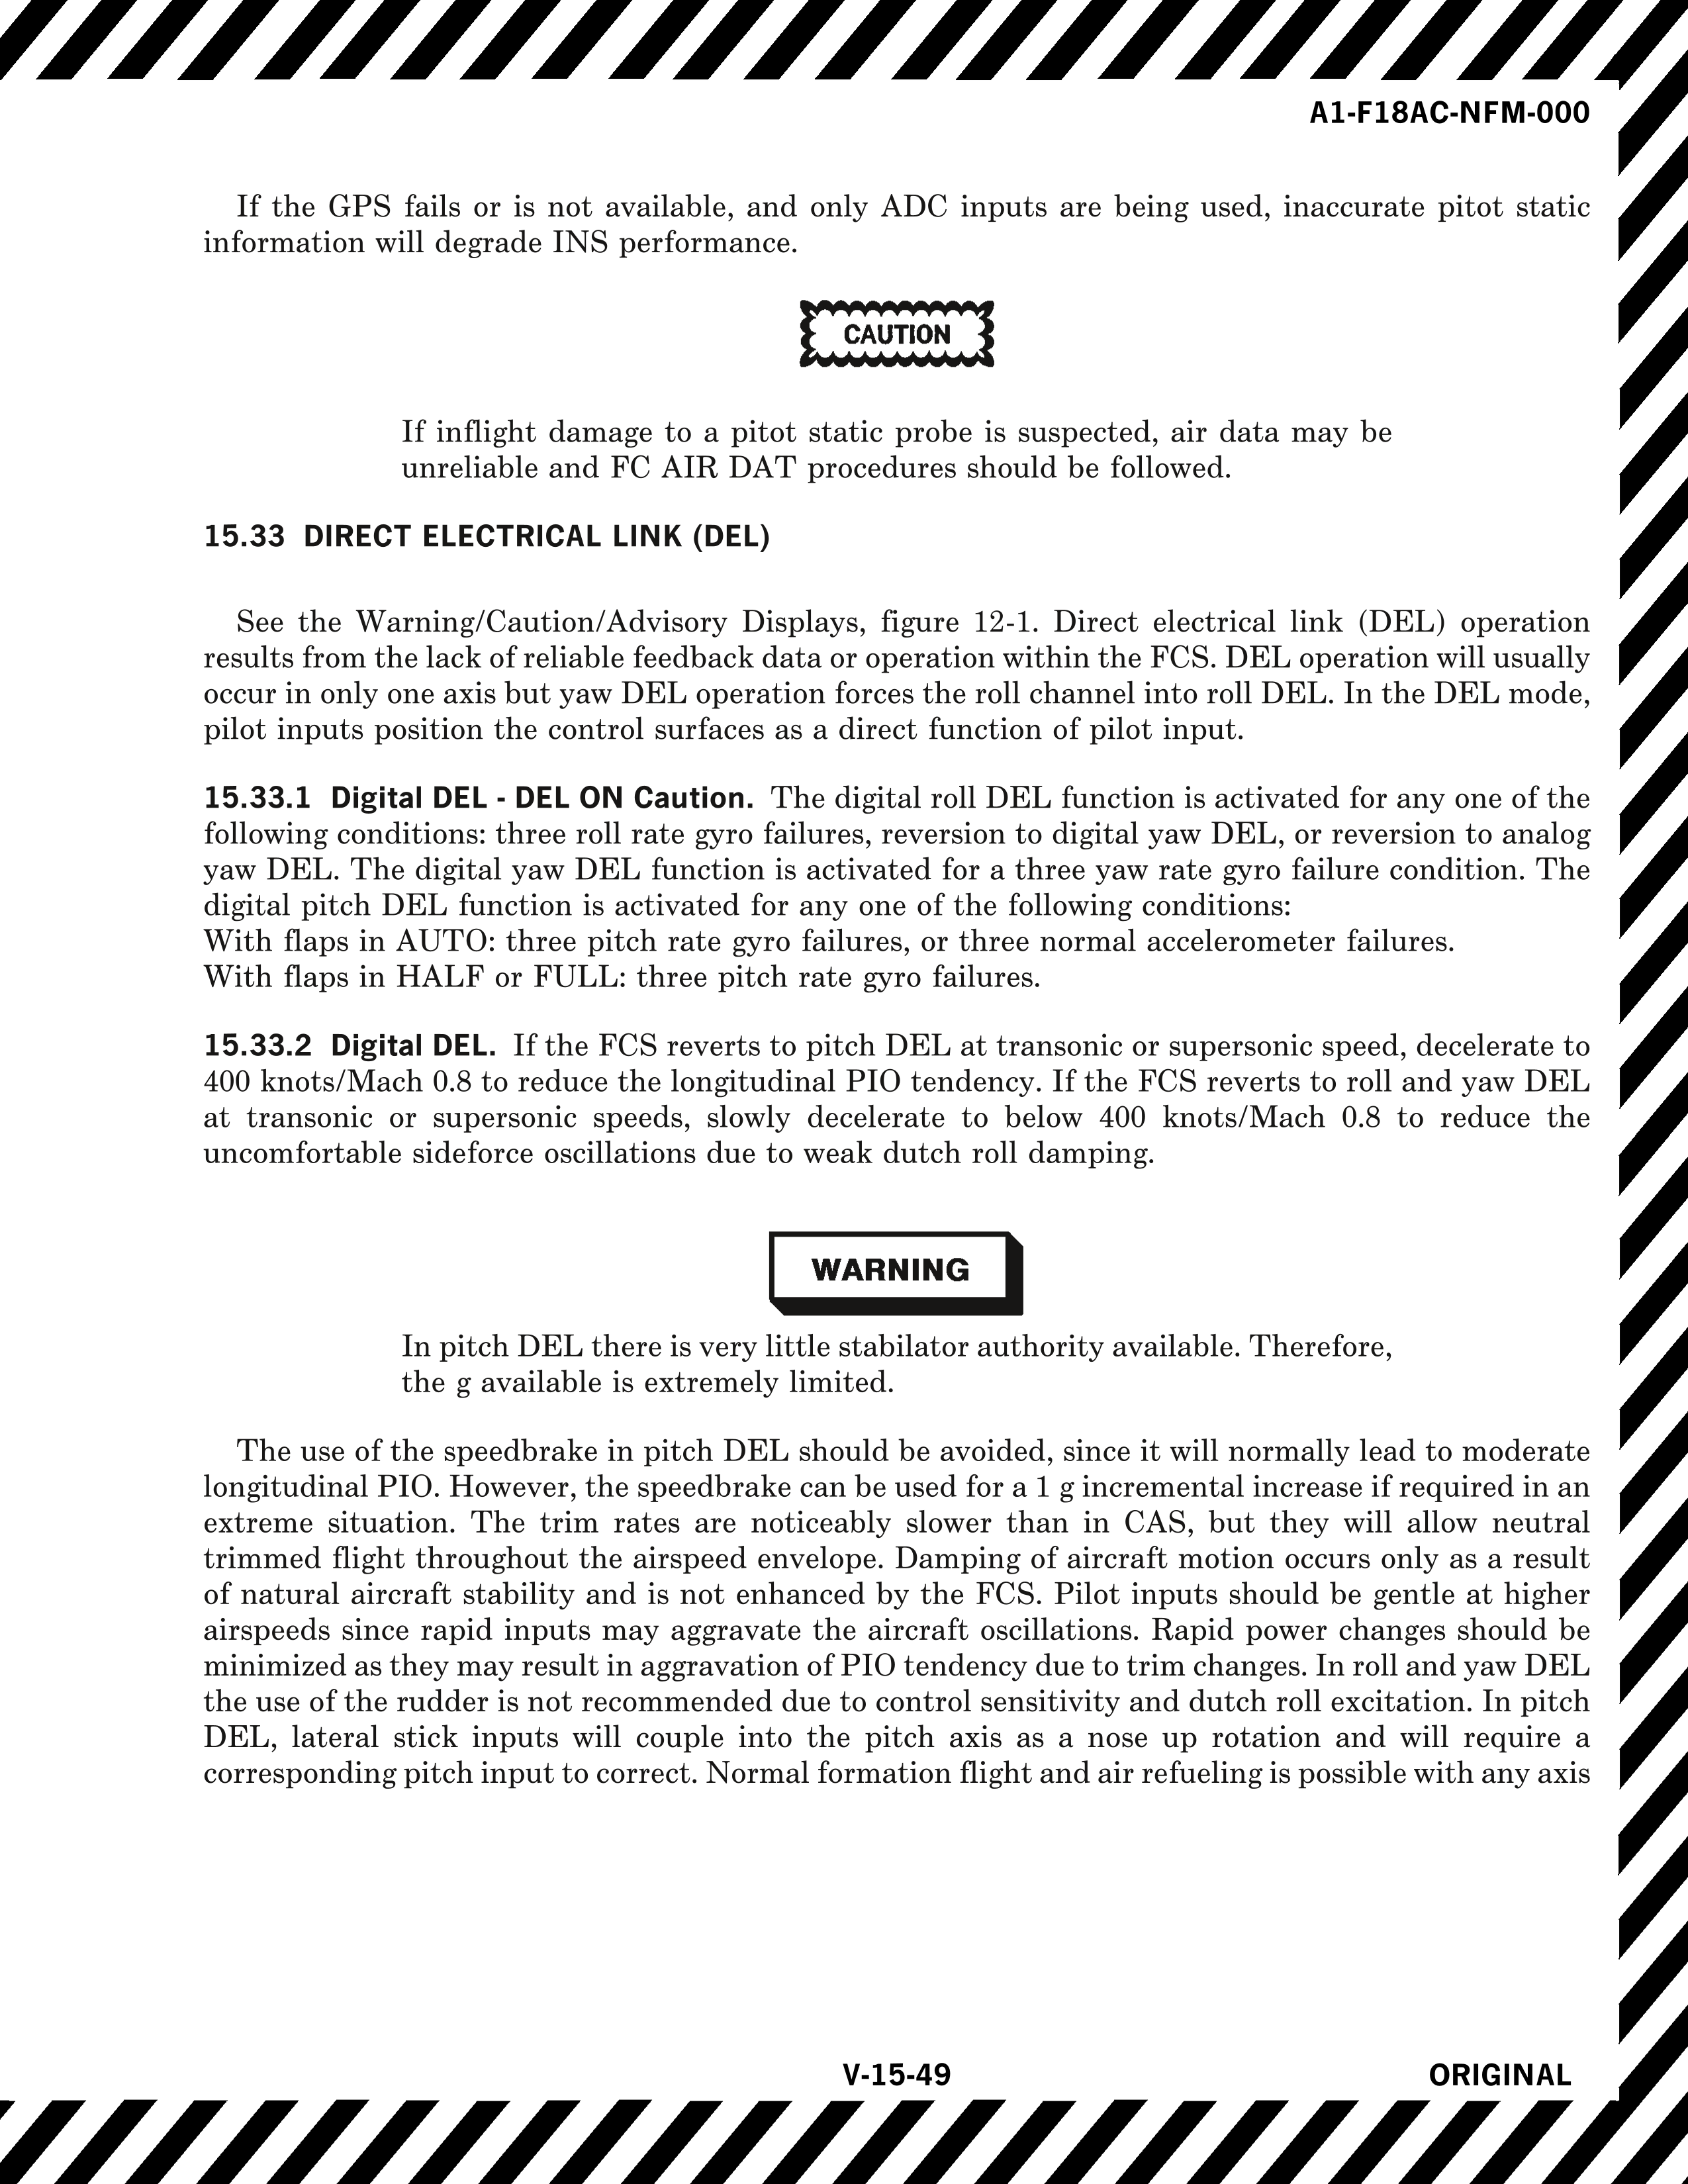 A1-F18AC-NFM-000
If the GPS fails or is not available, and only ADC inputs are being used, inaccurate pitot static
information will degrade INS performance.
CAUTION
If inflight damage to a pitot static probe is suspected, air data may be
unreliable and FC AIR DAT procedures should be followed.
15.33 DIRECT ELECTRICAL LINK (DEL)
See the Warning/Caution/Advisory Displays, figure 12-1. Direct electrical link (DEL) operation
results from the lack of reliable feedback data or operation within the FCS. DEL operation will usually
occur in only one axis but yaw DEL operation forces the roll channel into roll DEL. In the DEL mode,
pilot inputs position the control surfaces as a direct function of pilot input.
15.33.1 Digital DEL - DEL ON Caution. The digital roll DEL function is activated for any one of the
following conditions: three roll rate gyro failures, reversion to digital yaw DEL, or reversion to analog
yaw DEL. The digital yaw DEL function is activated for a three yaw rate gyro failure condition. The
digital pitch DEL function is activated for any one of the following conditions:
With flaps in AUTO: three pitch rate gyro failures, or three normal accelerometer failures.
With flaps in HALF or FULL: three pitch rate gyro failures.
15.33.2 Digital DEL. If the FCS reverts to pitch DEL at transonic or supersonic speed, decelerate to
400 knots/Mach 0.8 to reduce the longitudinal PIO tendency. If the FCS reverts to roll and yaw DEL
at transonic or supersonic speeds, slowly decelerate to below 400 knots/Mach 0.8 to reduce the
uncomfortable sideforce oscillations due to weak dutch roll damping.
WARNING
In pitch DEL there is very little stabilator authority available. Therefore,
the g available is extremely limited.
The use of the speedbrake in pitch DEL should be avoided, since it will normally lead to moderate
longitudinal PIO. However, the speedbrake can be used for a 1 g incremental increase if required in an
extreme situation. The trim rates are noticeably slower than in CAS, but they will allow neutral
trimmed flight throughout the airspeed envelope. Damping of aircraft motion occurs only as a result
of natural aircraft stability and is not enhanced by the FCS. Pilot inputs should be gentle at higher
airspeeds since rapid inputs may aggravate the aircraft oscillations. Rapid power changes should be
minimized as they may result in aggravation of PIO tendency due to trim changes. In roll and yaw DEL
the use of the rudder is not recommended due to control sensitivity and dutch roll excitation. In pitch
DEL, lateral stick inputs will couple into the pitch axis as a nose up rotation and will require a
corresponding pitch input to correct. Normal formation flight and air refueling is possible with any axis
V-15-49
ORIGINAL